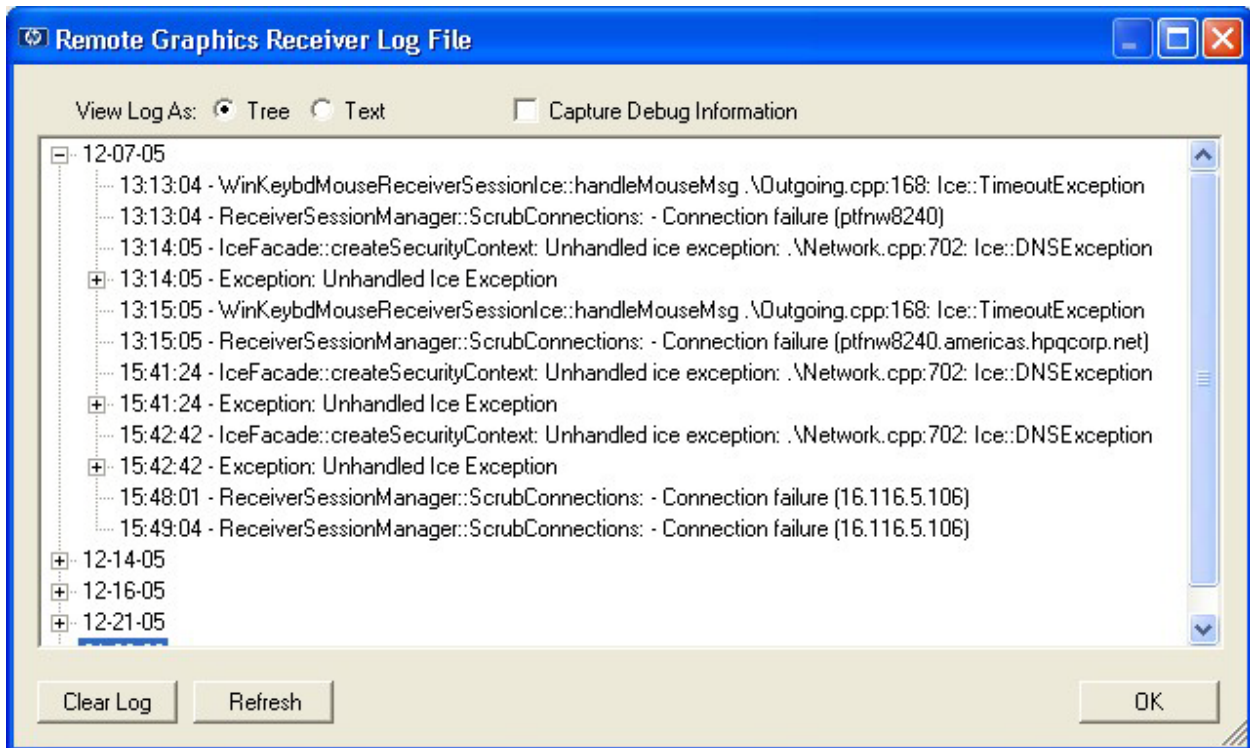 Remote Graphics Receiver Log File
View Log As: Tree Text Capture Debug Information
12-07-05
13:13:04 - WinKeybdMouseReceiverSessionIce::handleMouseMsg .\Outgoing.cpp:168: Ice::TimeoutException
13:13:04 - ReceiverSessionManager::ScrubConnections: - Connection failure (ptfnw8240)
13:14:05 - IceFacade::createSecurityContext: Unhandled ice exception: .\Network.cpp:702: Ice::DNSException
13:14:05 - Exception: Unhandled Ice Exception
13:15:05 - WinKeybdMouseReceiverSessionIce::handleMouseMsg .\Outgoing.cpp:168: Ice::TimeoutException
13:15:05 - ReceiverSessionManager::ScrubConnections: - Connection failure (ptfnw8240.americas.hpqcorp.net)
15:41:24 - IceFacade::createSecurityContext: Unhandled ice exception: .\Network.cpp:702: Ice::DNSException
15:41:24 - Exception: Unhandled Ice Exception
15:42:42 - IceFacade::createSecurityContext: Unhandled ice exception: .\Network.cpp:702: Ice::DNSException
15:42:42 - Exception: Unhandled Ice Exception
15:48:01 - ReceiverSessionManager::ScrubConnections: - Connection failure (16.116.5.106)
15:49:04 - ReceiverSessionManager::ScrubConnections: - Connection failure (16.116.5.106)
12-14-05
12-16-05
12-21-05
Clear Log Refresh OK